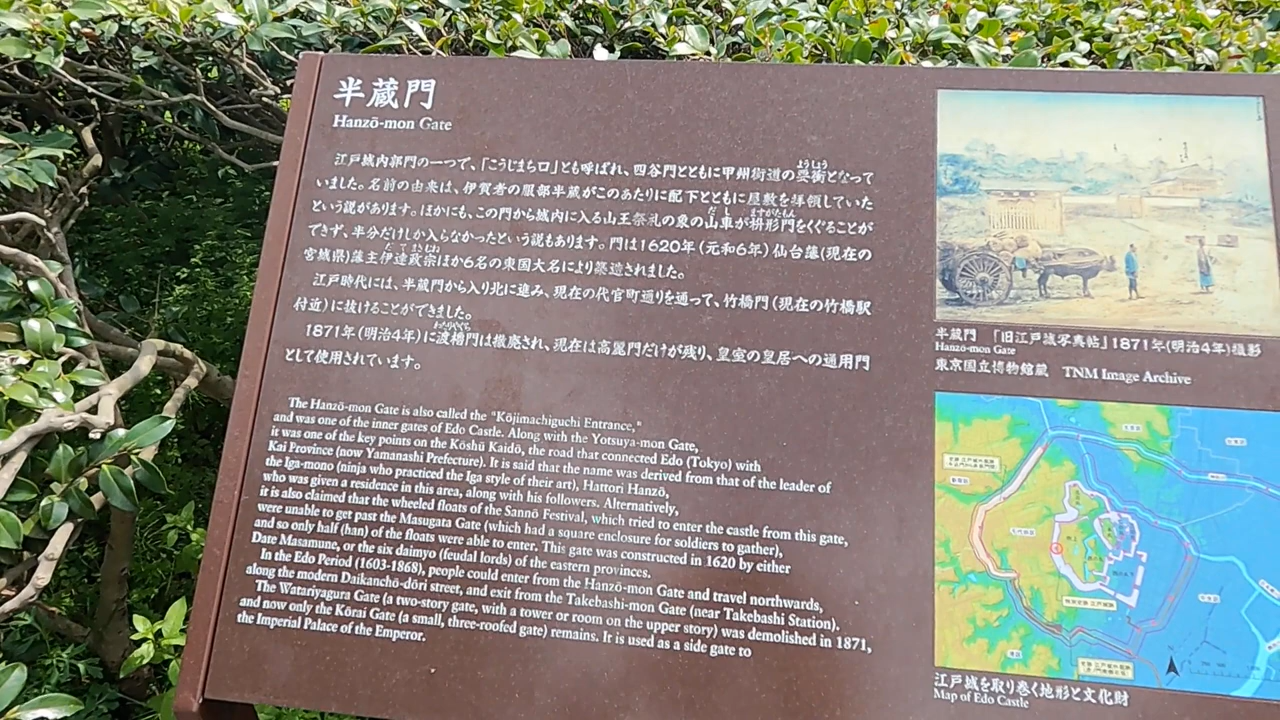 半蔵門
Hanzō-mon Gate
江戸城内郭門の一つで、「こうじまち口」とも呼ばれ、四谷門とともに甲州街道の要衝となって
いました。名前の由来は、伊賀者の服部半蔵がこのあたりに配下とともに屋敷を拝領していた
という説があります。ほかにも、この門から城内に入る山王祭礼の象の山車が枡形門をくぐることが
できず、半分だけしか入らなかったという説もあります。門は1620年(元和6年)仙台藩(現在の
宮城県)藩主伊達政宗ほか6名の東国大名により築造されました。
江戸時代には、半蔵門から入り北に進み、現在の代官町通りを通って、竹橋門(現在の竹橋駅
付近)に抜けることができました。
1871年(明治4年)に渡櫓門は撤廃され、現在は高麗門だけが残り、皇室の皇居への通用門
として使用されています。
The Hanzō-mon Gate is also called the "Kōjimachiguchi Entrance,"
and was one of the inner gates of Edo Castle. Along with the Yotsuya-mon Gate,
it was one of the key points on the Kōshū Kaidō, the road that connected Edo (Tokyo) with
Kai Province (now Yamanashi Prefecture). It is said that the name was derived from that of the leader of
the Iga-mono (ninja who practiced the Iga style of their art), Hattori Hanzō,
who was given a residence in this area, along with his followers. Alternatively,
it is also claimed that the wheeled floats of the Sannō Festival, which tried to enter the castle from this gate,
were unable to get past the Masugata Gate (which had a square enclosure for soldiers to gather),
and so only half (han) of the floats were able to enter. This gate was constructed in 1620 by either
Date Masamune, or the six daimyo (feudal lords) of the eastern provinces.
In the Edo Period (1603-1868), people could enter from the Hanzō-mon Gate and travel northwards,
along the modern Daikanchō-dōri street, and exit from the Takebashi-mon Gate (near Takebashi Station).
The Watariyagura Gate (a two-story gate, with a tower or room on the upper story) was demolished in 1871,
and now only the Kōrai Gate (a small, three-roofed gate) remains. It is used as a side gate to
the Imperial Palace of the Emperor.
半蔵門 「旧江戸城写真帖」1871年(明治4年)撮影
Hanzō-mon Gate
東京国立博物館蔵 TNM Image Archive
江戸城を取り巻く地形と文化財
Map of Edo Castle